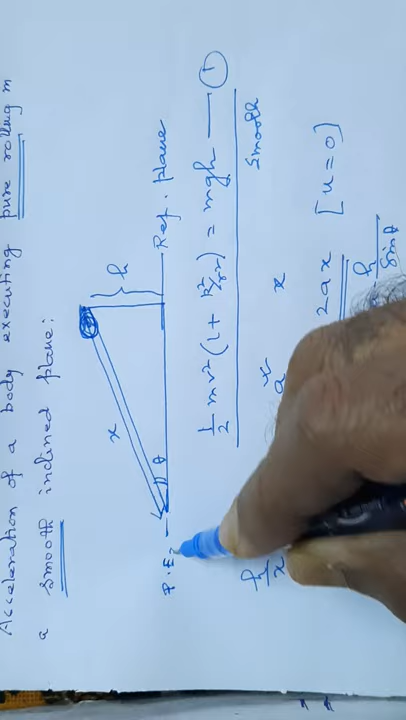 Acceleration of a body executing pure rolling
a smooth inclined plane:
h
x
θ
Ref. plane
P.E.
1/2 mv² (1 + k²/r²) = mgh — ①
smooth
h/x
a
x
2ax [u=0]
h/sinθ